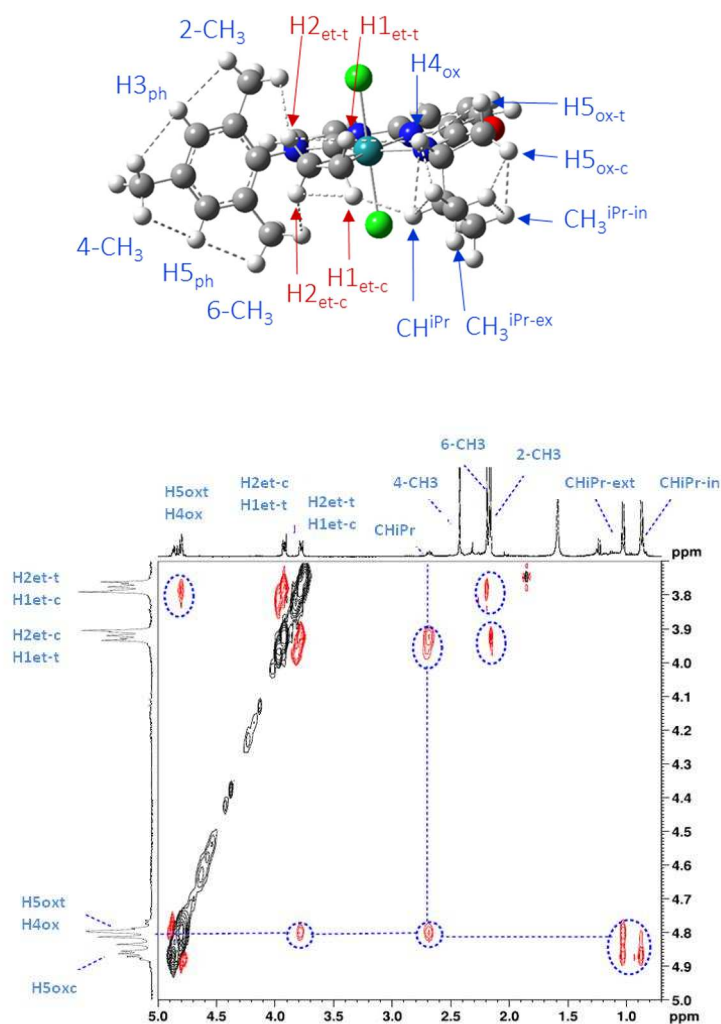 2-CH3
H2et-t
H1et-t
H3ph
H4ox
H5ox-t
H5ox-c
CH3iPr-in
4-CH3
H5ph
6-CH3
H2et-c
H1et-c
CHiPr
CH3iPr-ex
6-CH3
2-CH3
H5oxt
H4ox
H2et-c
H1et-t
H2et-t
H1et-c
CHiPr
4-CH3
CHiPr-ext
CHiPr-in
ppm
H2et-t
H1et-c
H2et-c
H1et-t
3.8
3.9
4.0
4.1
4.2
4.3
4.4
4.5
4.6
4.7
4.8
4.9
5.0
H5oxt
H4ox
H5oxc
5.0 4.5 4.0 3.5 3.0 2.5 2.0 1.5 1.0 ppm